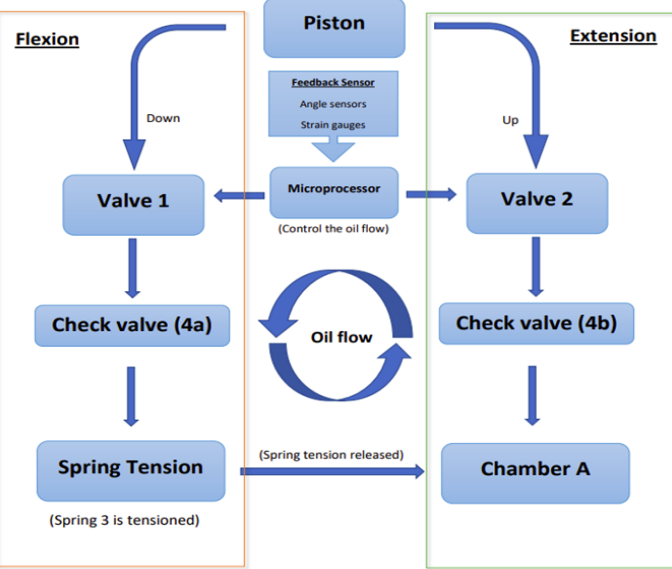 Flexion
Piston
Extension
Feedback Sensor
Angle sensors
Strain gauges
Down
Up
Valve 1
Microprocessor
Valve 2
(Control the oil flow)
Check valve (4a)
Oil flow
Check valve (4b)
Spring Tension
(Spring tension released)
Chamber A
(Spring 3 is tensioned)